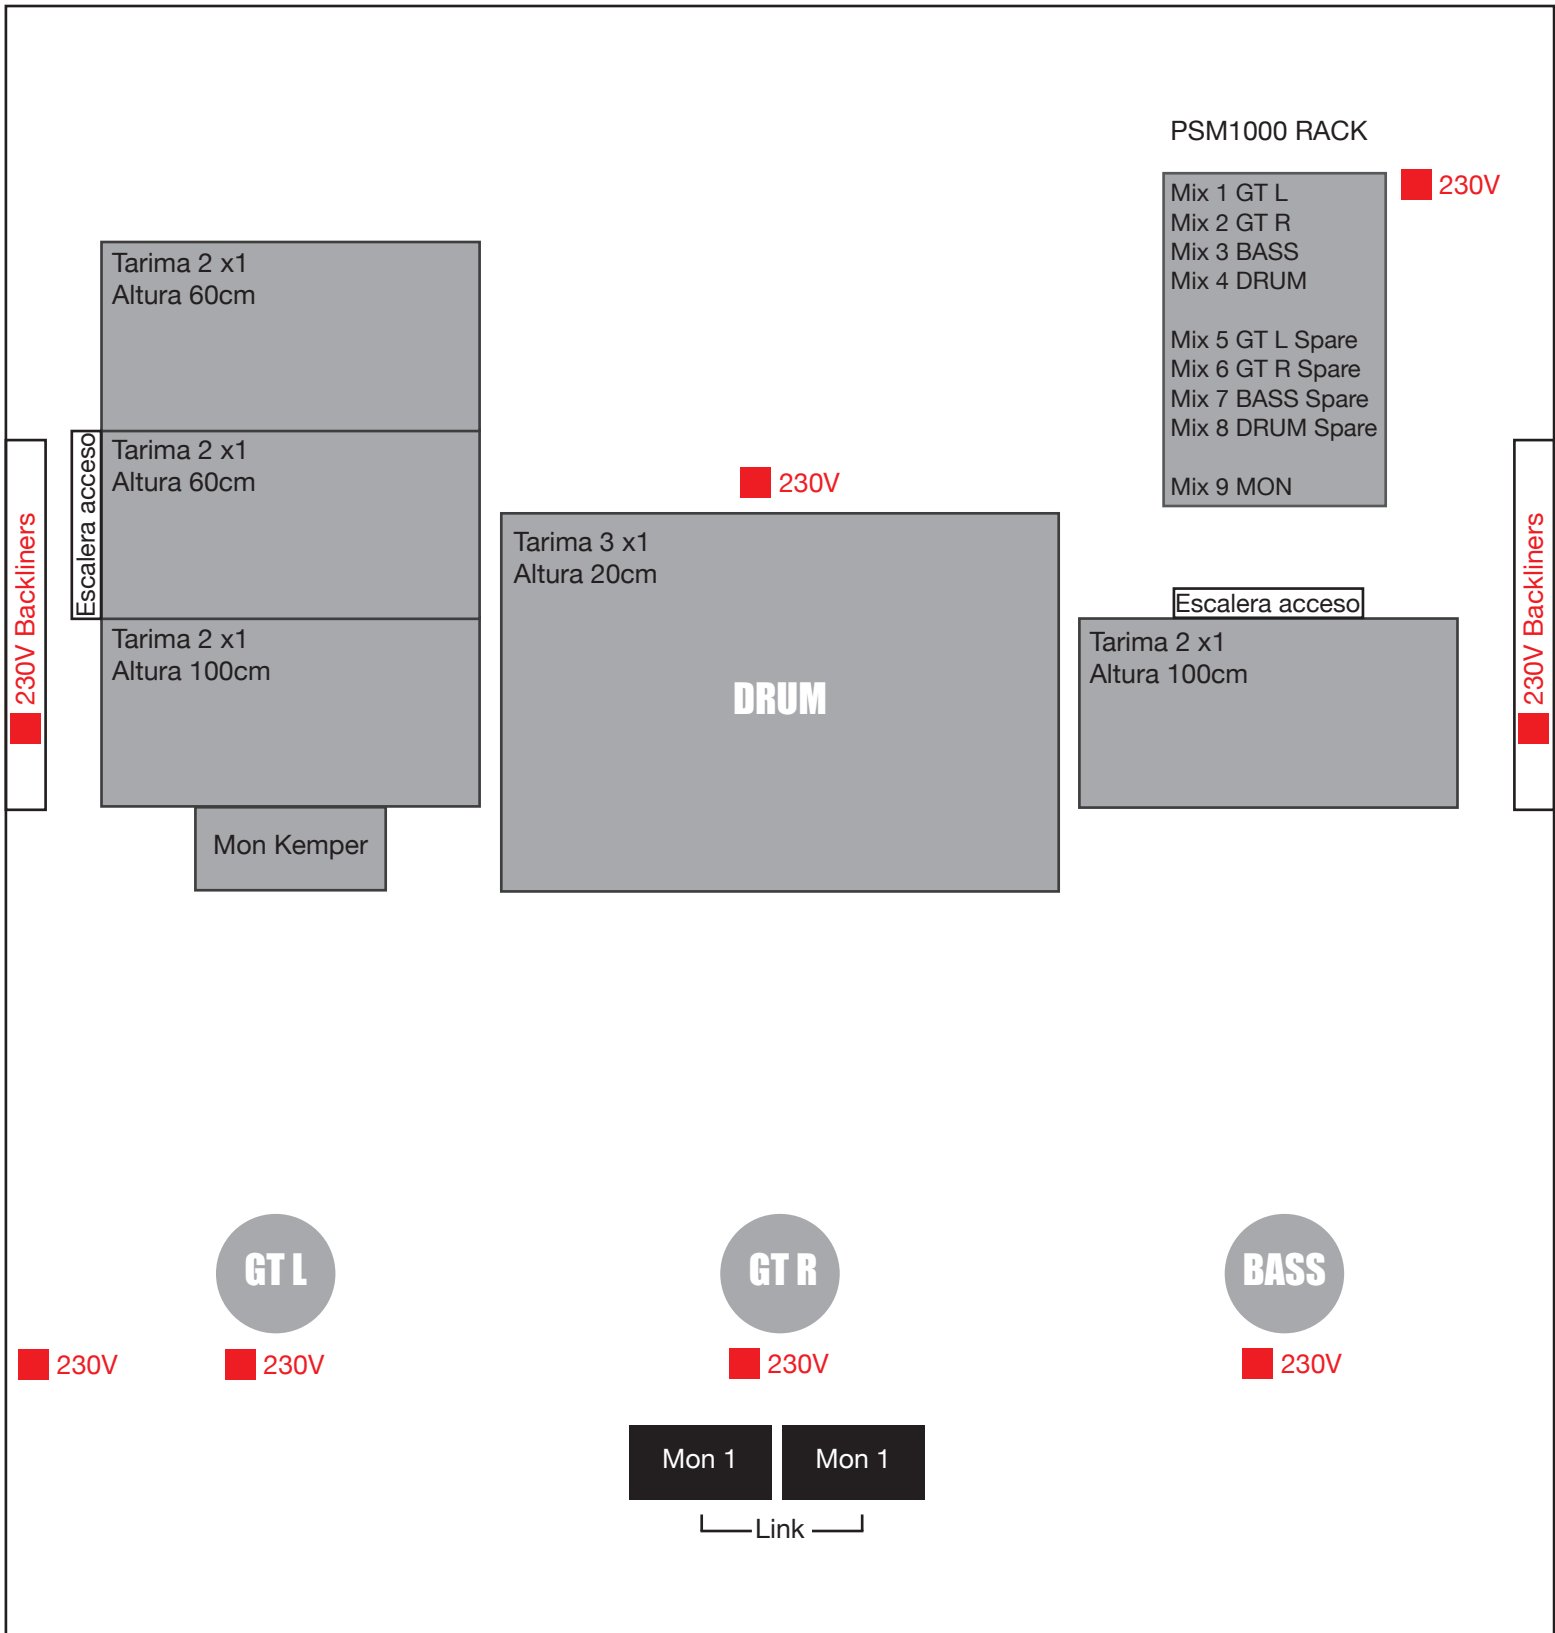 PSM1000 RACK
230V
Mix 1 GT L
Mix 2 GT R
Mix 3 BASS
Mix 4 DRUM
Mix 5 GT L Spare
Mix 6 GT R Spare
Mix 7 BASS Spare
Mix 8 DRUM Spare
Mix 9 MON
Tarima 2 x1
Altura 60cm
Escalera acceso
Tarima 2 x1
Altura 60cm
230V Backliners
Tarima 2 x1
Altura 100cm
Mon Kemper
230V
Tarima 3 x1
Altura 20cm
DRUM
Escalera acceso
Tarima 2 x1
Altura 100cm
230V Backliners
GT L
GT R
BASS
230V
230V
230V
230V
Mon 1
Mon 1
Link